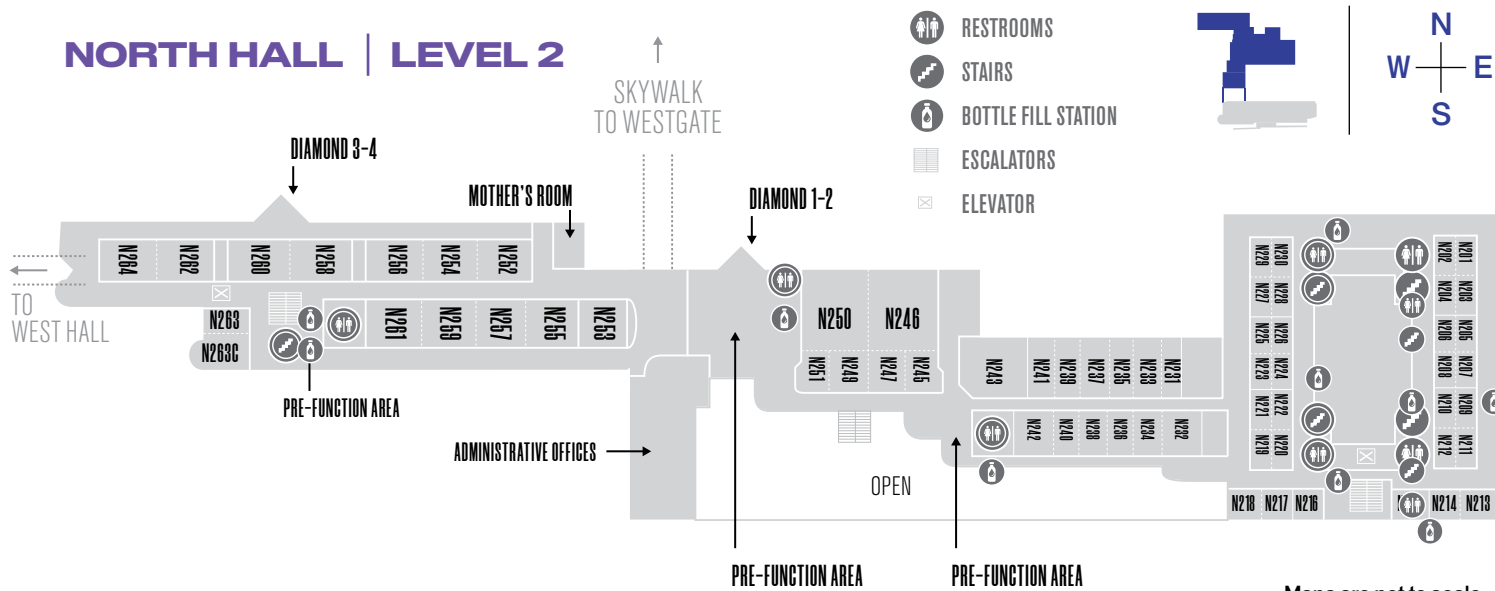 NORTH HALL | LEVEL 2
RESTROOMS
STAIRS
BOTTLE FILL STATION
ESCALATORS
ELEVATOR
N
W E
S
SKYWALK
TO WESTGATE
DIAMOND 3-4
MOTHER'S ROOM
DIAMOND 1-2
TO
WEST HALL
N264
N262
N260
N258
N256
N254
N252
N263
N263C
N261
N259
N257
N255
N253
PRE-FUNCTION AREA
ADMINISTRATIVE OFFICES
N250
N246
N251
N249
N247
N245
N243
N241
N239
N237
N235
N233
N231
N242
N240
N238
N236
N234
N232
OPEN
PRE-FUNCTION AREA
PRE-FUNCTION AREA
N229
N230
N227
N228
N225
N226
N223
N224
N221
N222
N219
N220
N202
N201
N204
N203
N206
N205
N208
N207
N210
N209
N212
N211
N218
N217
N216
N214
N213
Maps are not to scale